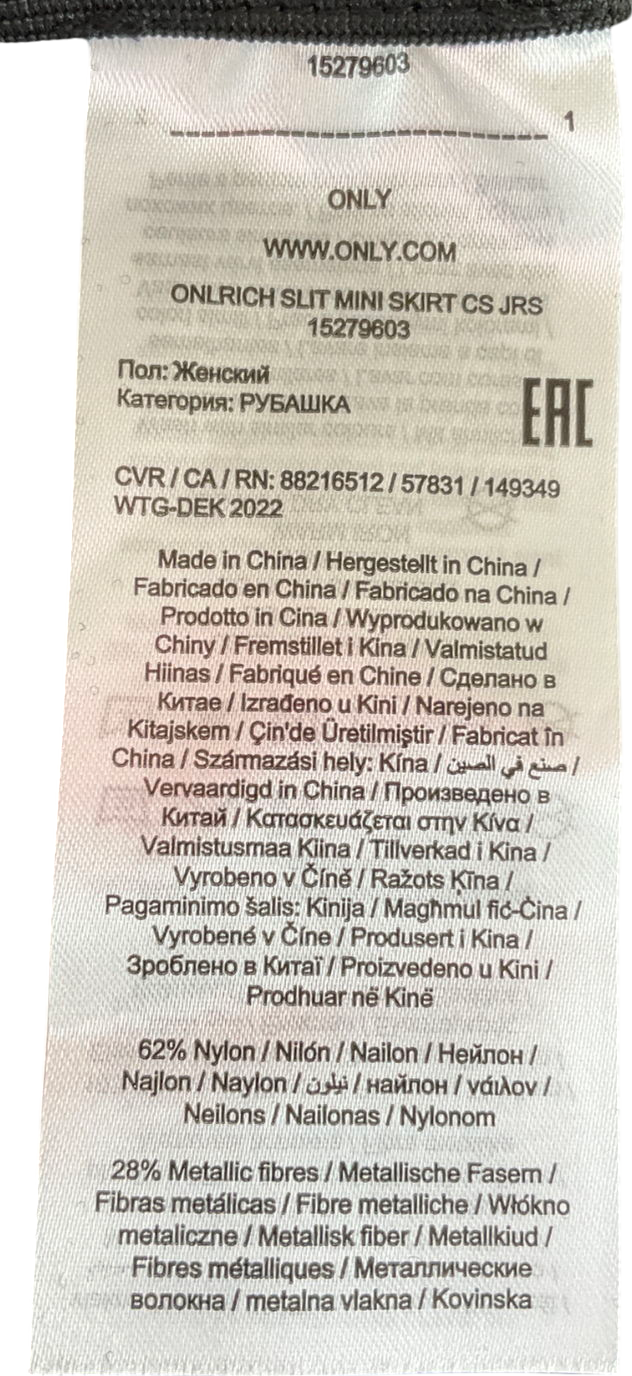 15279603
1
ONLY
WWW.ONLY.COM
ONLRICH SLIT MINI SKIRT CS JRS
15279603
Пол: Женский
Категория: РУБАШКА
EAC
CVR / CA / RN: 88216512 / 57831 / 149349
WTG-DEK 2022
Made in China / Hergestellt in China /
Fabricado en China / Fabricado na China /
Prodotto in Cina / Wyprodukowano w
Chiny / Fremstillet i Kina / Valmistatud
Hiinas / Fabriqué en Chine / Сделано в
Китае / Izrađeno u Kini / Narejeno na
Kitajskem / Çin'de Üretilmiştir / Fabricat în
China / Származási hely: Kína / صنع في الصين /
Vervaardigd in China / Произведено в
Китай / Κατασκευάζεται στην Κίνα /
Valmistusmaa Kiina / Tillverkad i Kina /
Vyrobeno v Číně / Ražots Ķīna /
Pagaminimo šalis: Kinija / Magħmul fiċ-Ċina /
Vyrobené v Číne / Produsert i Kina /
Зроблено в Китаї / Proizvedeno u Kini /
Prodhuar në Kinë
62% Nylon / Nilón / Nailon / Нейлон /
Najlon / Naylon / نيلون / найлон / νάιλον /
Neilons / Nailonas / Nylonom
28% Metallic fibres / Metallische Fasern /
Fibras metálicas / Fibre metalliche / Włókno
metaliczne / Metallisk fiber / Metallkiud /
Fibres métalliques / Металлические
волокна / metalna vlakna / Kovinska